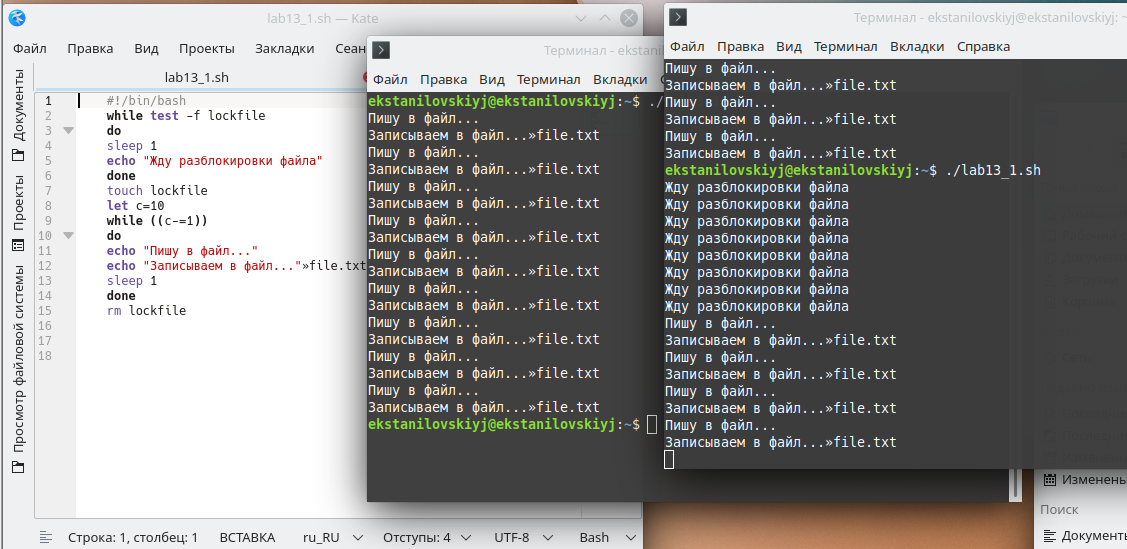 lab13_1.sh — Kate
Файл Правка Вид Проекты Закладки Сеан
lab13_1.sh
Документы
Проекты
Просмотр файловой системы
1 #!/bin/bash
2 while test -f lockfile
3 do
4 sleep 1
5 echo "Жду разблокировки файла"
6 done
7 touch lockfile
8 let c=10
9 while ((c-=1))
10 do
11 echo "Пишу в файл..."
12 echo "Записываем в файл..."»file.txt
13 sleep 1
14 done
15 rm lockfile
16
17
18
Строка: 1, столбец: 1 ВСТАВКА ru_RU Отступы: 4 UTF-8 Bash
Терминал - ekstani
Файл Правка Вид Терминал Вкладки
ekstanilovskiyj@ekstanilovskiyj:~$ ./
Пишу в файл...
Записываем в файл...»file.txt
Пишу в файл...
Записываем в файл...»file.txt
Пишу в файл...
Записываем в файл...»file.txt
Пишу в файл...
Записываем в файл...»file.txt
Пишу в файл...
Записываем в файл...»file.txt
Пишу в файл...
Записываем в файл...»file.txt
Пишу в файл...
Записываем в файл...»file.txt
Пишу в файл...
Записываем в файл...»file.txt
Пишу в файл...
Записываем в файл...»file.txt
ekstanilovskiyj@ekstanilovskiyj:~$
Терминал - ekstanilovskiyj@ekstanilovskiyj: ~
Файл Правка Вид Терминал Вкладки Справка
Пишу в файл...
Записываем в файл...»file.txt
Пишу в файл...
Записываем в файл...»file.txt
Пишу в файл...
Записываем в файл...»file.txt
ekstanilovskiyj@ekstanilovskiyj:~$ ./lab13_1.sh
Жду разблокировки файла
Жду разблокировки файла
Жду разблокировки файла
Жду разблокировки файла
Жду разблокировки файла
Жду разблокировки файла
Жду разблокировки файла
Жду разблокировки файла
Пишу в файл...
Записываем в файл...»file.txt
Пишу в файл...
Записываем в файл...»file.txt
Пишу в файл...
Записываем в файл...»file.txt
Пишу в файл...
Записываем в файл...»file.txt
Изменены
Поиск
Документы